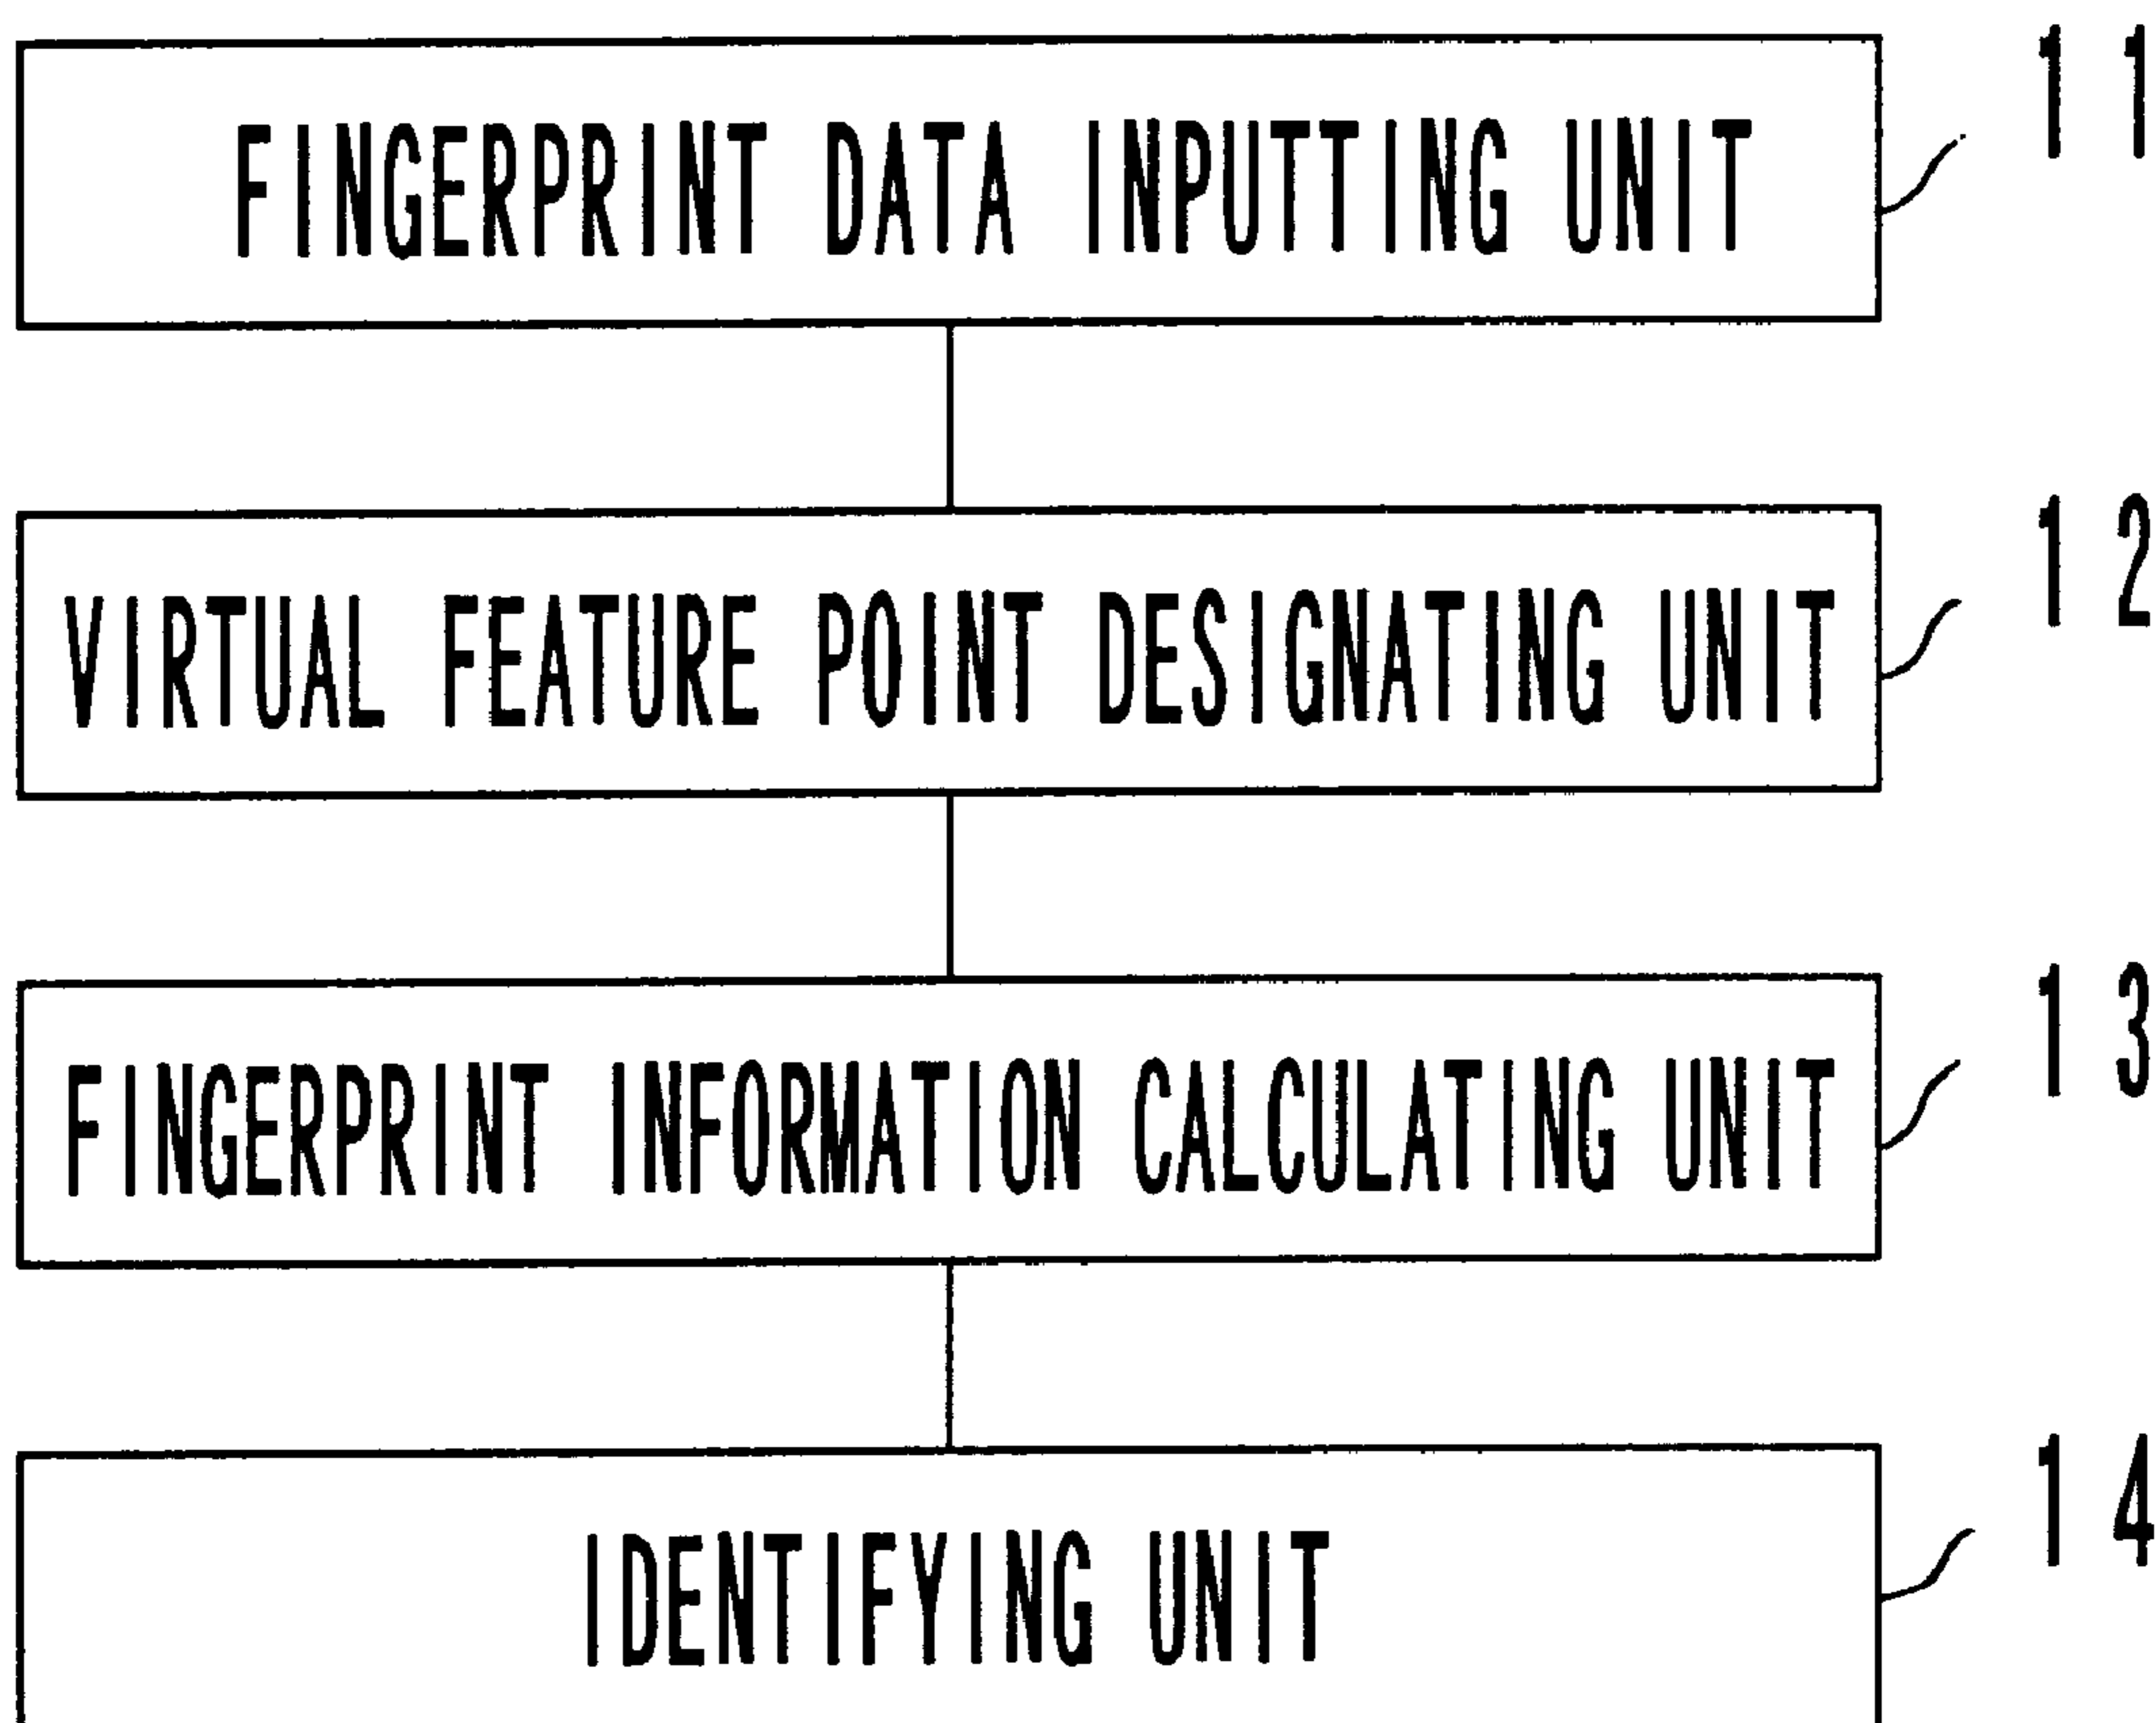 FINGERPRINT DATA INPUTTING UNIT
11
VIRTUAL FEATURE POINT DESIGNATING UNIT
12
FINGERPRINT INFORMATION CALCULATING UNIT
13
IDENTIFYING UNIT
14